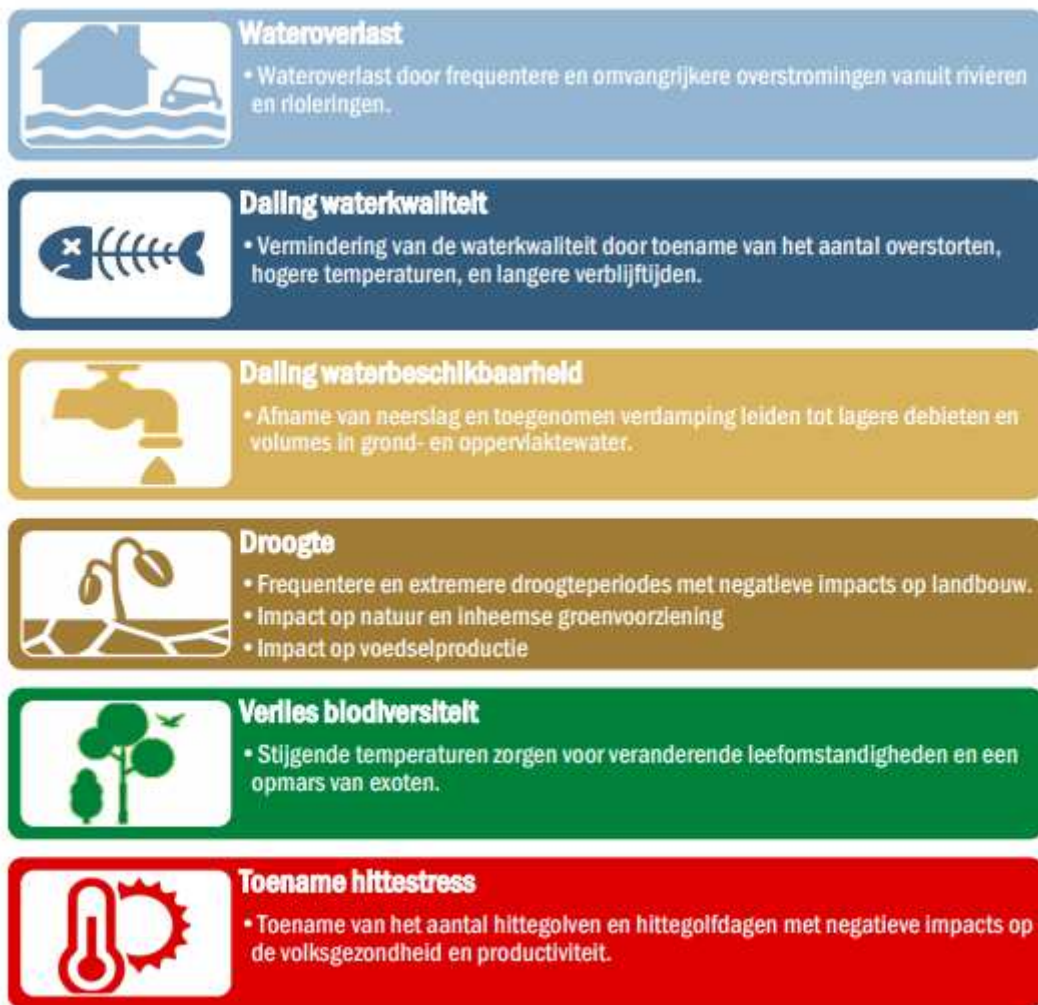 Wateroverlast
• Wateroverlast door frequentere en omvangrijkere overstromingen vanuit rivieren
en rioleringen.
Daling waterkwaliteit
• Vermindering van de waterkwaliteit door toename van het aantal overstorten,
hogere temperaturen, en langere verblijftijden.
Daling waterbeschikbaarheid
• Afname van neerslag en toegenomen verdamping leiden tot lagere debieten en
volumes in grond- en oppervlaktewater.
Droogte
• Frequentere en extremere droogteperiodes met negatieve impacts op landbouw.
• Impact op natuur en inheemse groenvoorziening
• Impact op voedselproductie
Verlies biodiversiteit
• Stijgende temperaturen zorgen voor veranderende leefomstandigheden en een
opmars van exoten.
Toename hittestress
• Toename van het aantal hittegolven en hittegolfdagen met negatieve impacts op
de volksgezondheid en productiviteit.